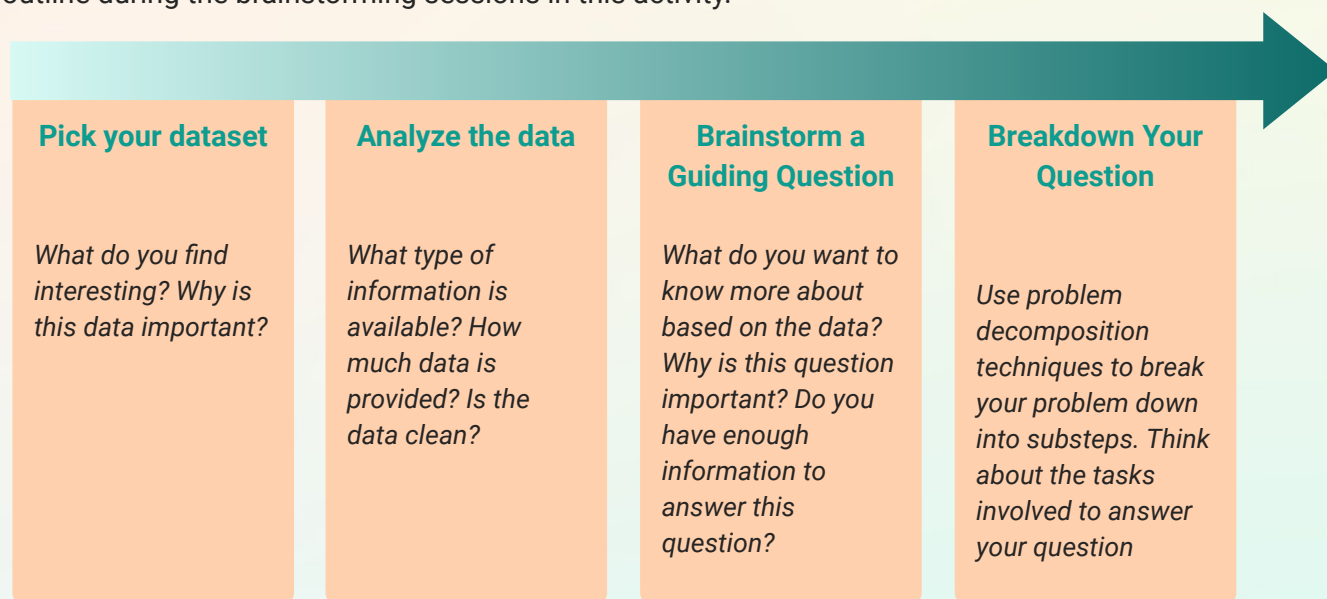 outline during the brainstorming sessions in this activity.
Pick your dataset
What do you find
interesting? Why is
this data important?
Analyze the data
What type of
information is
available? How
much data is
provided? Is the
data clean?
Brainstorm a
Guiding Question
What do you want to
know more about
based on the data?
Why is this question
important? Do you
have enough
information to
answer this
question?
Breakdown Your
Question
Use problem
decomposition
techniques to break
your problem down
into substeps. Think
about the tasks
involved to answer
your question